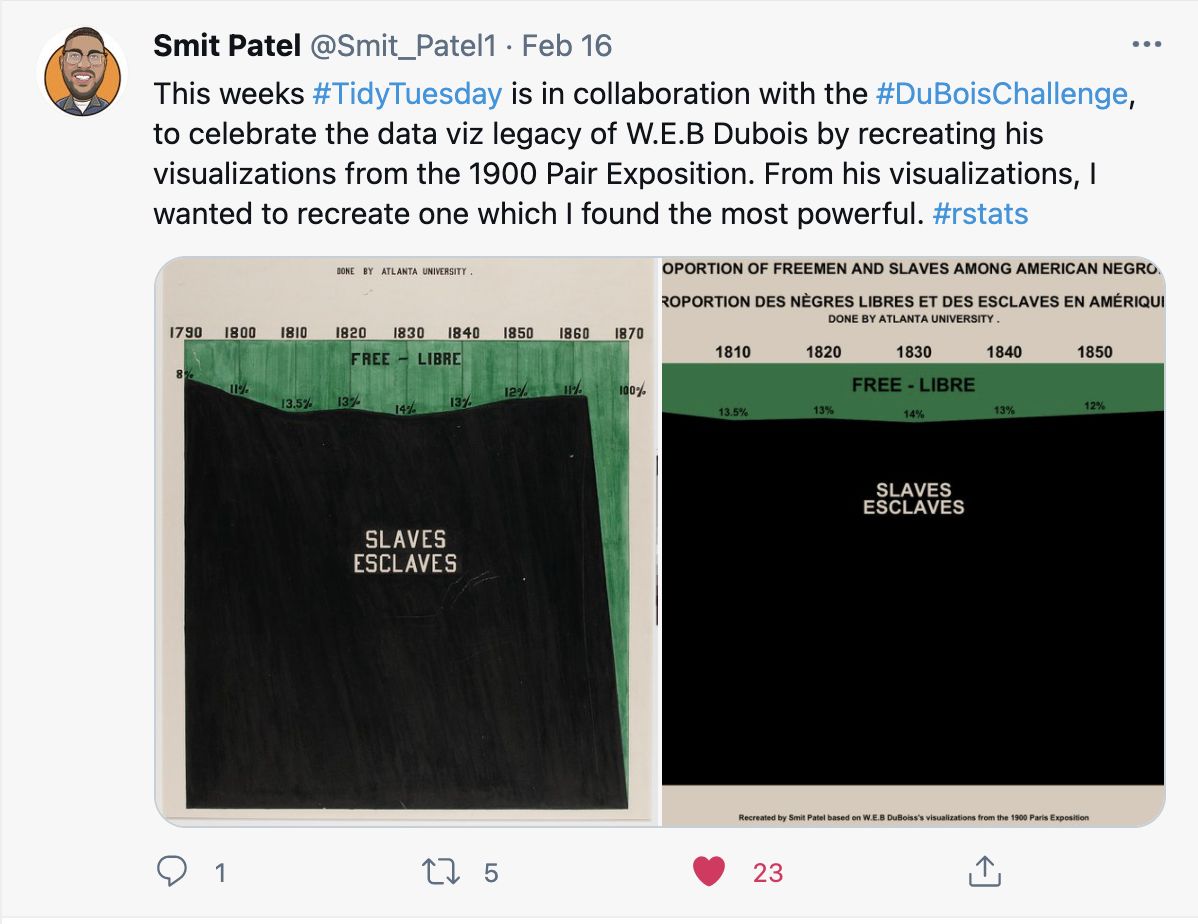 Smit Patel @Smit_Patel1 · Feb 16
This weeks #TidyTuesday is in collaboration with the #DuBoisChallenge,
to celebrate the data viz legacy of W.E.B Dubois by recreating his
visualizations from the 1900 Pair Exposition. From his visualizations, I
wanted to recreate one which I found the most powerful. #rstats
DONE BY ATLANTA UNIVERSITY .
1790 1800 1810 1820 1830 1840 1850 1860 1870
FREE – LIBRE
8% 11% 13.5% 13% 14% 13% 12% 11% 100%
SLAVES
ESCLAVES
OPORTION OF FREEMEN AND SLAVES AMONG AMERICAN NEGRO
ROPORTION DES NÈGRES LIBRES ET DES ESCLAVES EN AMÉRIQU
DONE BY ATLANTA UNIVERSITY .
1810 1820 1830 1840 1850
FREE - LIBRE
13.5% 13% 14% 13% 12%
SLAVES
ESCLAVES
Recreated by Smit Patel based on W.E.B DuBoiss's visualizations from the 1900 Paris Exposition
1 5 23